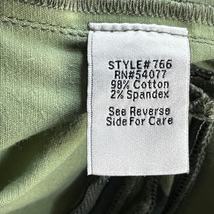 STYLE# 766
RN#54077
98% Cotton
2% Spandex
See Reverse
Side For Care